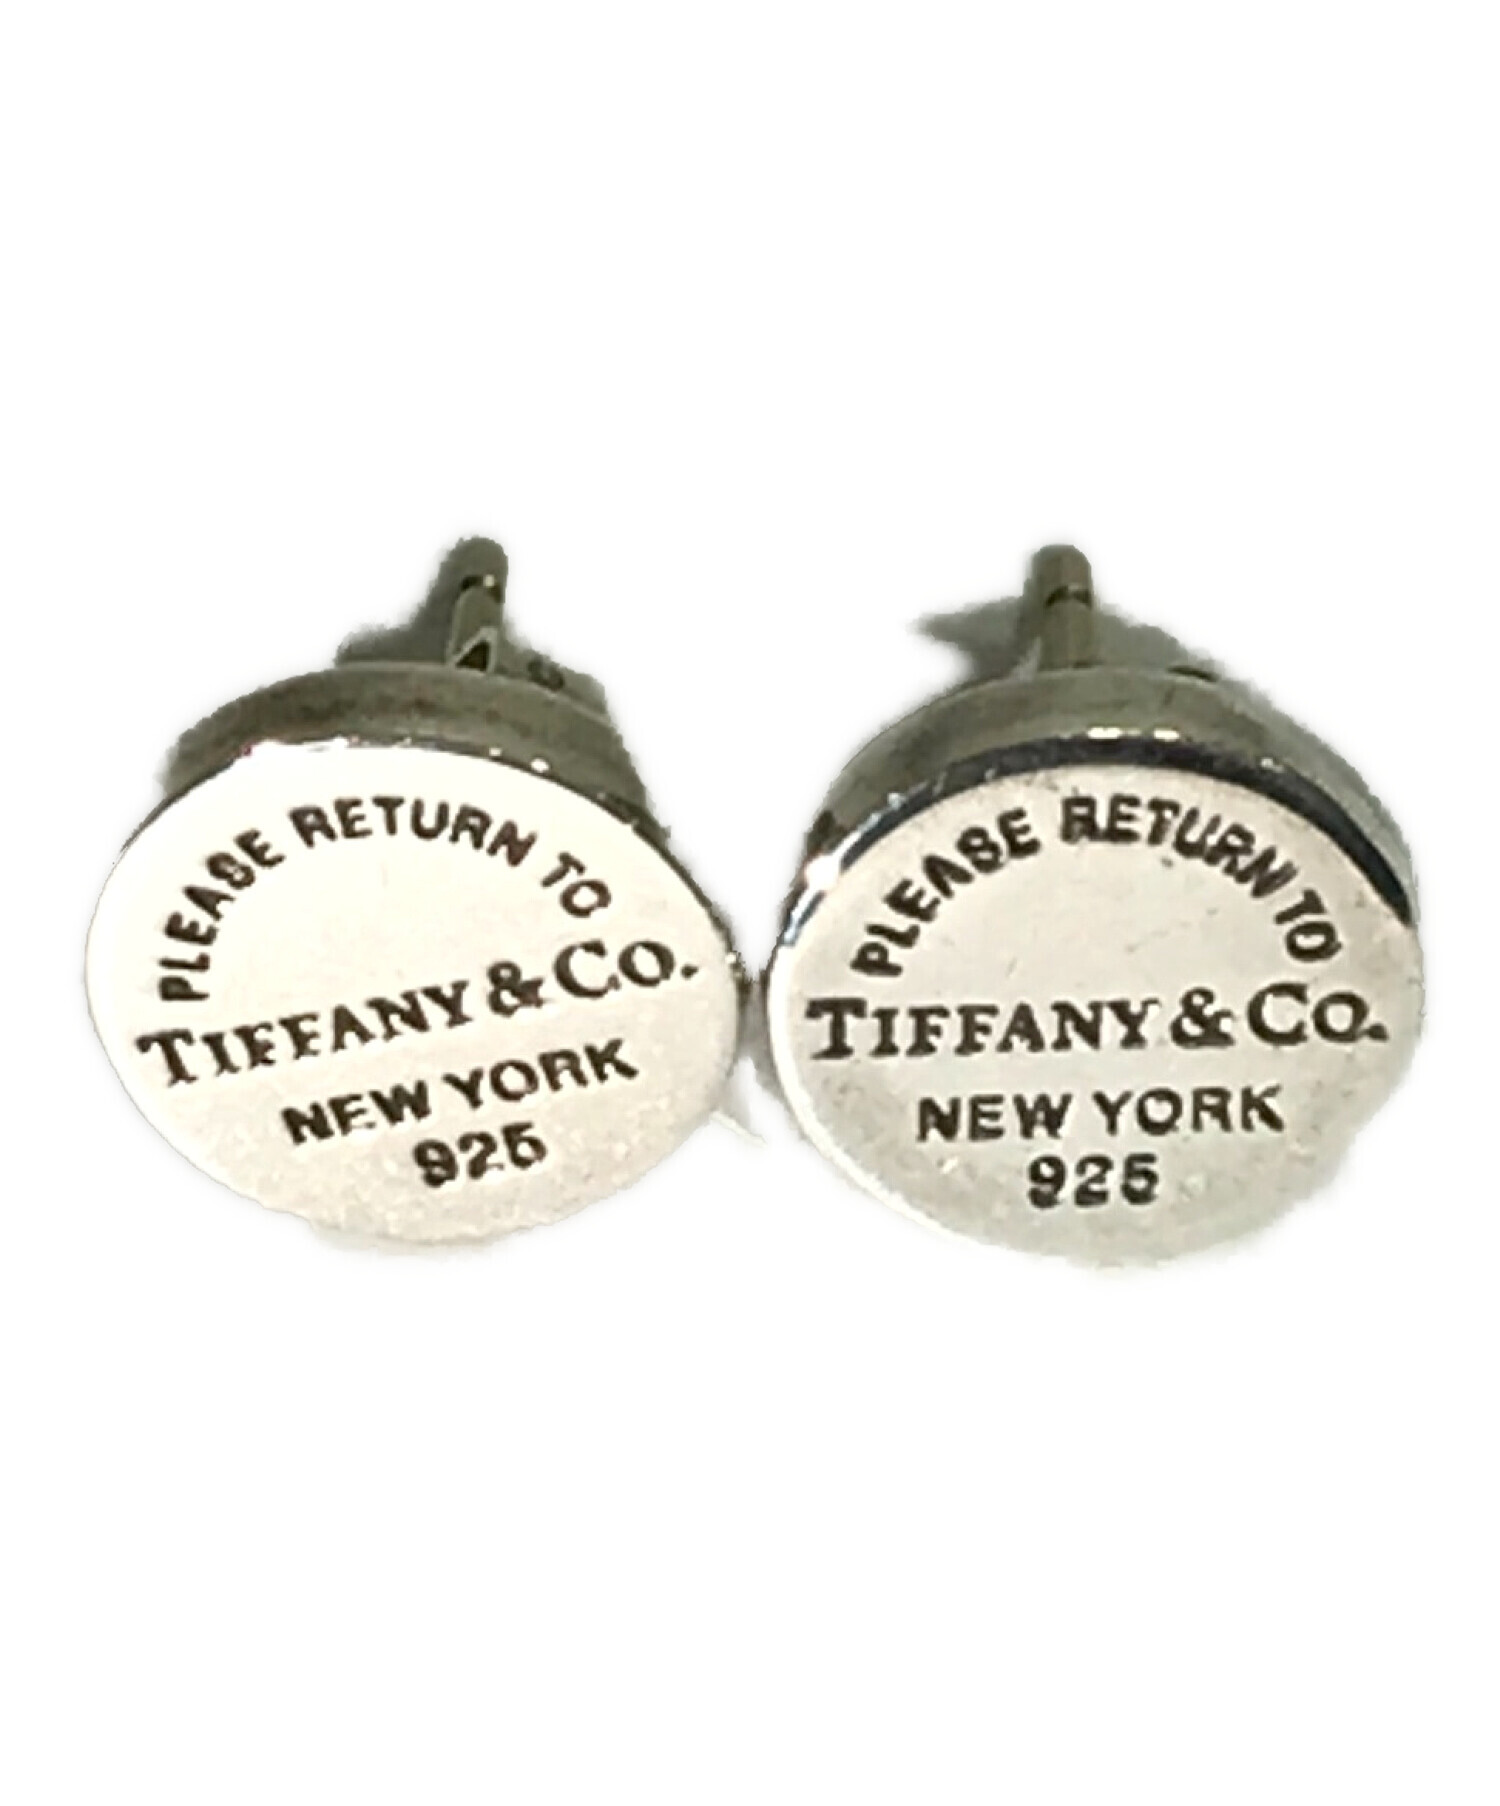 PLEASE RETURN TO
TIFFANY & CO.
NEW YORK
925
PLEASE RETURN TO
TIFFANY & CO.
NEW YORK
925